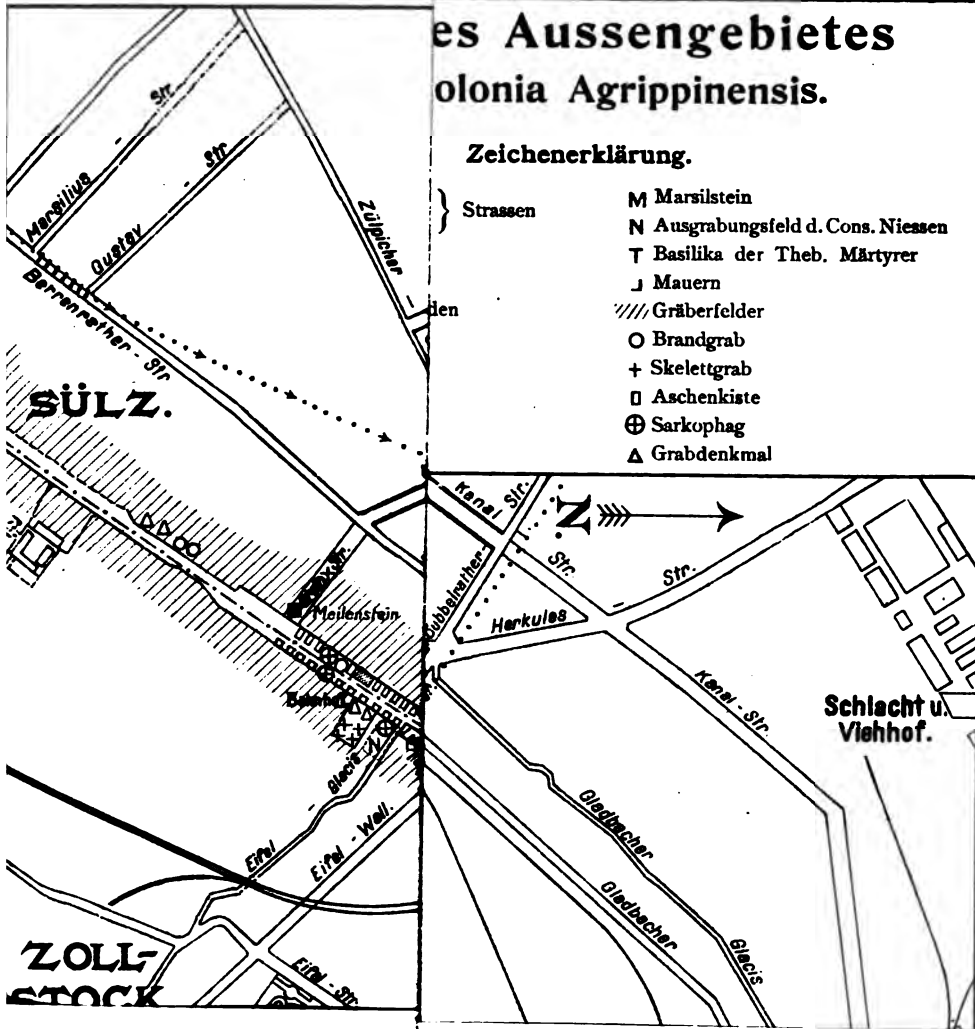 es Aussengebietes
olonia Agrippinensis.
Zeichenerklärung.
} Strassen
den
M Marsilstein
N Ausgrabungsfeld d. Cons. Niessen
T Basilika der Theb. Märtyrer
Mauern
Gräberfelder
Brandgrab
+ Skelettgrab
Aschenkiste
Sarkophag
Grabdenkmal
Marsilius - Str.
Gustav - Str
Zülpicher -
Berrenrather - Str
SÜLZ.
Str.
Meilenstein
N
Glacis
Eifel -
Eifel - Wall.
ZOLL-
STOCK
Eifel - Str.
Kanal Str.
Subbelrather - Str.
N
Herkules - Str.
Kanal - Str.
Schlacht u.
Viehhof.
Gladbacher Glacis
Gladbacher